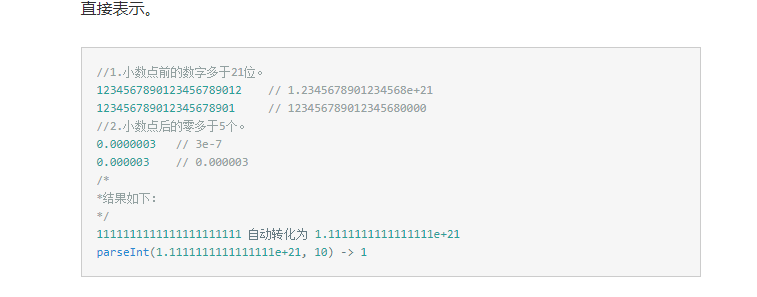 直接表示。
//1.小数点前的数字多于21位。
1234567890123456789012 // 1.2345678901234568e+21
123456789012345678901 // 123456789012345680000
//2.小数点后的零多于5个。
0.0000003 // 3e-7
0.000003 // 0.000003
/*
*结果如下:
*/
1111111111111111111111 自动转化为 1.1111111111111111e+21
parseInt(1.1111111111111111e+21, 10) -> 1